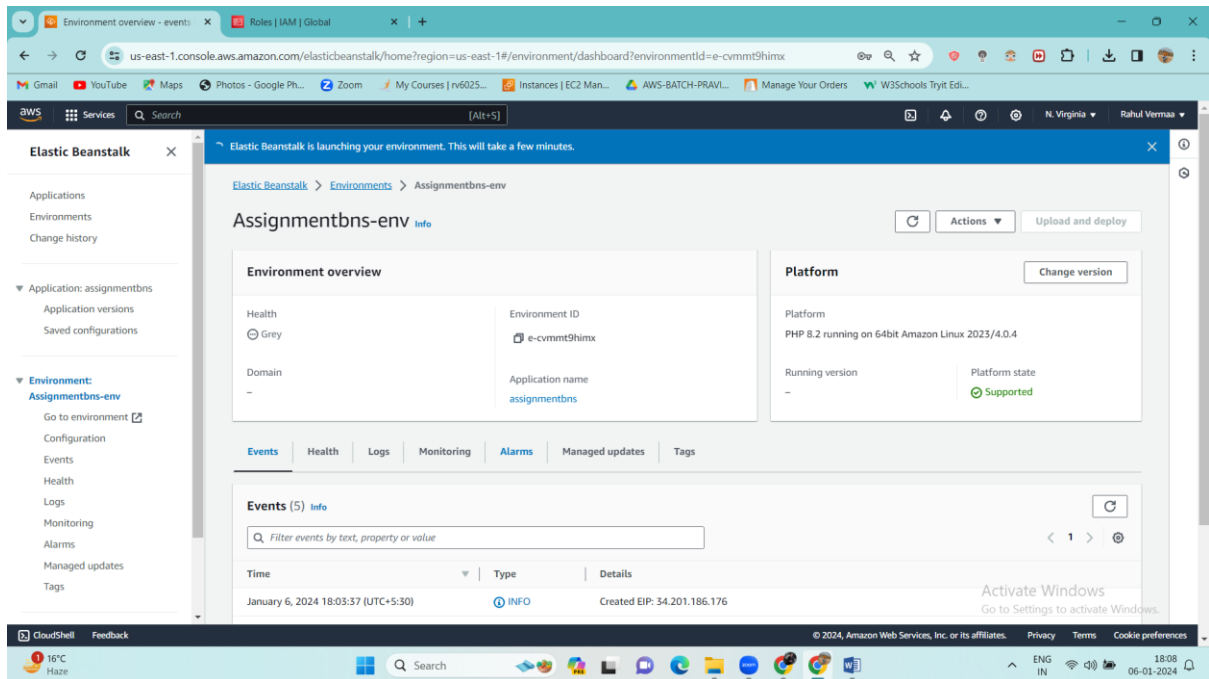 Environment overview - events
Roles | IAM | Global
us-east-1.console.aws.amazon.com/elasticbeanstalk/home?region=us-east-1#/environment/dashboard?environmentId=e-cvmmt9himx
Gmail YouTube Maps Photos - Google Ph... Zoom My Courses | rv6025... Instances | EC2 Man... AWS-BATCH-PRAVI... Manage Your Orders W3Schools Tryit Edi...
aws Services Search [Alt+S] N. Virginia Rahul Vermaa
Elastic Beanstalk
Applications
Environments
Change history
Application: assignmentbns
Application versions
Saved configurations
Environment:
Assignmentbns-env
Go to environment
Configuration
Events
Health
Logs
Monitoring
Alarms
Managed updates
Tags
Elastic Beanstalk is launching your environment. This will take a few minutes.
Elastic Beanstalk > Environments > Assignmentbns-env
Assignmentbns-env Info
Actions Upload and deploy
Environment overview
Health
Grey
Environment ID
e-cvmmt9himx
Domain
–
Application name
assignmentbns
Platform Change version
Platform
PHP 8.2 running on 64bit Amazon Linux 2023/4.0.4
Running version
–
Platform state
Supported
Events Health Logs Monitoring Alarms Managed updates Tags
Events (5) Info
Filter events by text, property or value
< 1 >
Time Type Details
January 6, 2024 18:03:37 (UTC+5:30) INFO Created EIP: 34.201.186.176
Activate Windows
Go to Settings to activate Windows.
CloudShell Feedback © 2024, Amazon Web Services, Inc. or its affiliates. Privacy Terms Cookie preferences
1 16°C
Haze
Search
ENG
IN
18:08
06-01-2024